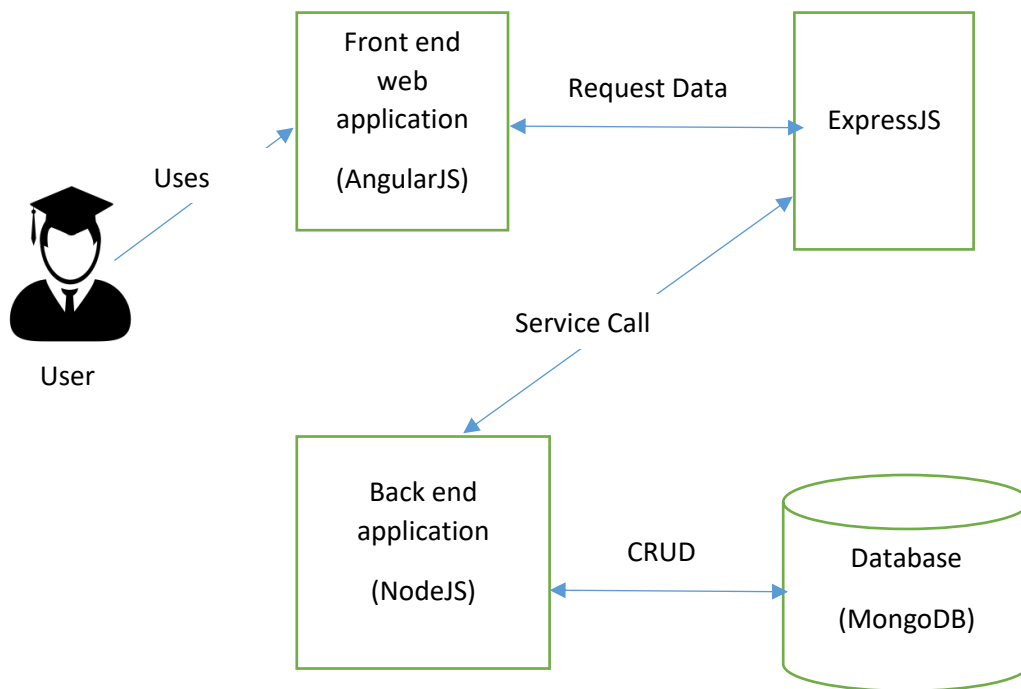 Front end
web
application
(AngularJS)
Request Data
ExpressJS
Uses
User
Service Call
Back end
application
(NodeJS)
CRUD
Database
(MongoDB)